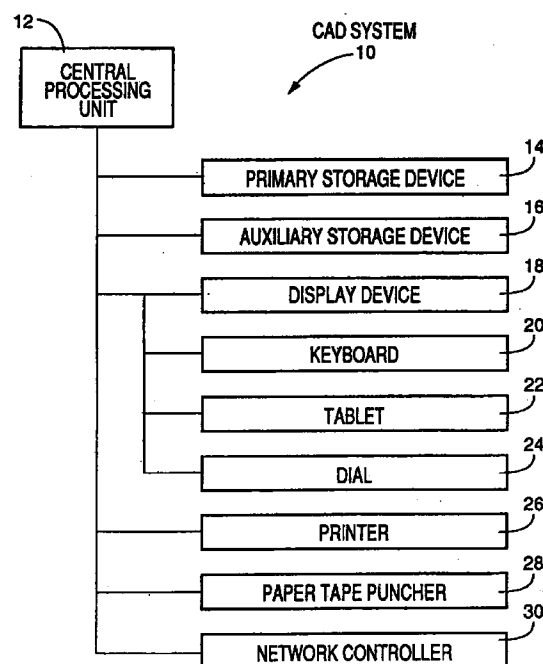 12
CAD SYSTEM
10
CENTRAL
PROCESSING
UNIT
14
PRIMARY STORAGE DEVICE
16
AUXILIARY STORAGE DEVICE
18
DISPLAY DEVICE
20
KEYBOARD
22
TABLET
24
DIAL
26
PRINTER
28
PAPER TAPE PUNCHER
30
NETWORK CONTROLLER